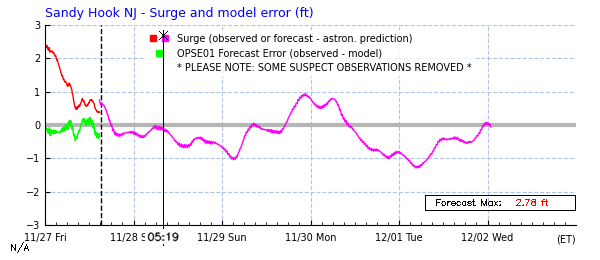 Sandy Hook NJ - Surge and model error (ft)
3
Surge (observed or forecast - astron. prediction)
OPSE01 Forecast Error (observed - model)
* PLEASE NOTE: SOME SUSPECT OBSERVATIONS REMOVED *
2
1
0
−1
−2
Forecast Max: 2.78 ft
−3
11/27 Fri 11/28 S 05:19 11/29 Sun 11/30 Mon 12/01 Tue 12/02 Wed (ET)
N/A